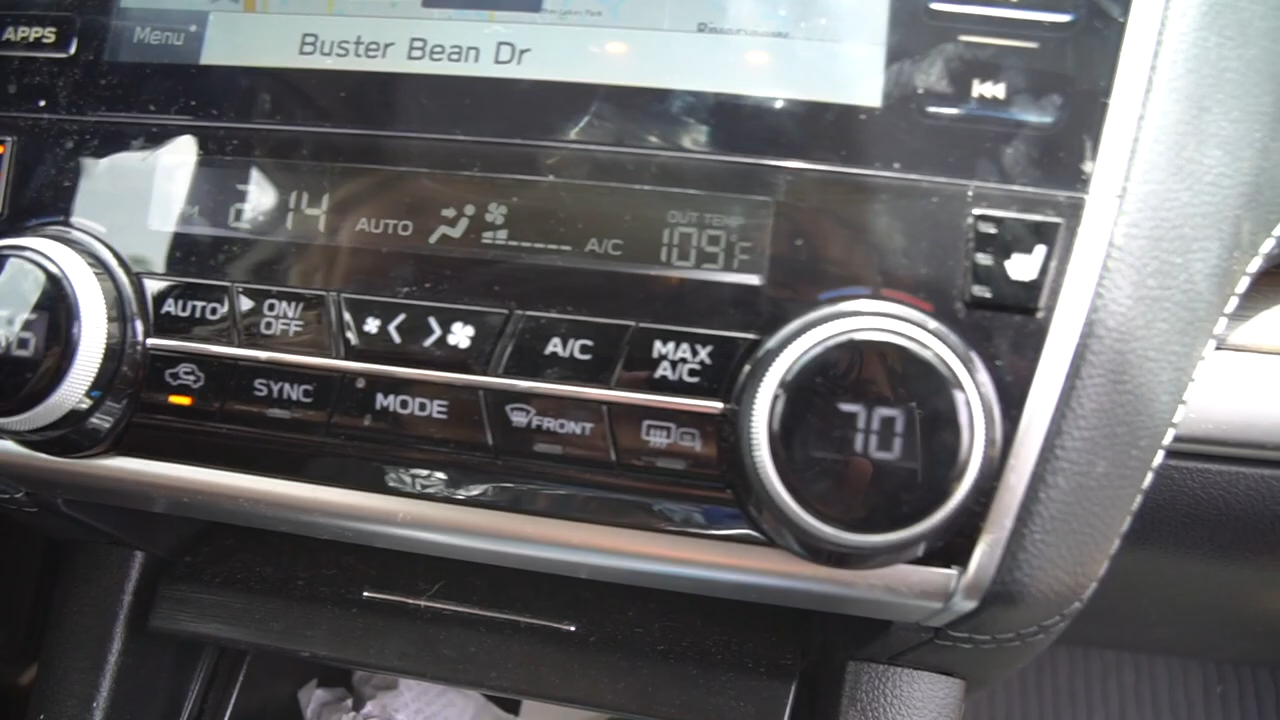 APPS
Menu
Buster Bean Dr
2:14
AUTO
A/C
OUT TEMP
109°F
AUTO
ON/
OFF
A/C
MAX
A/C
SYNC
MODE
FRONT
70